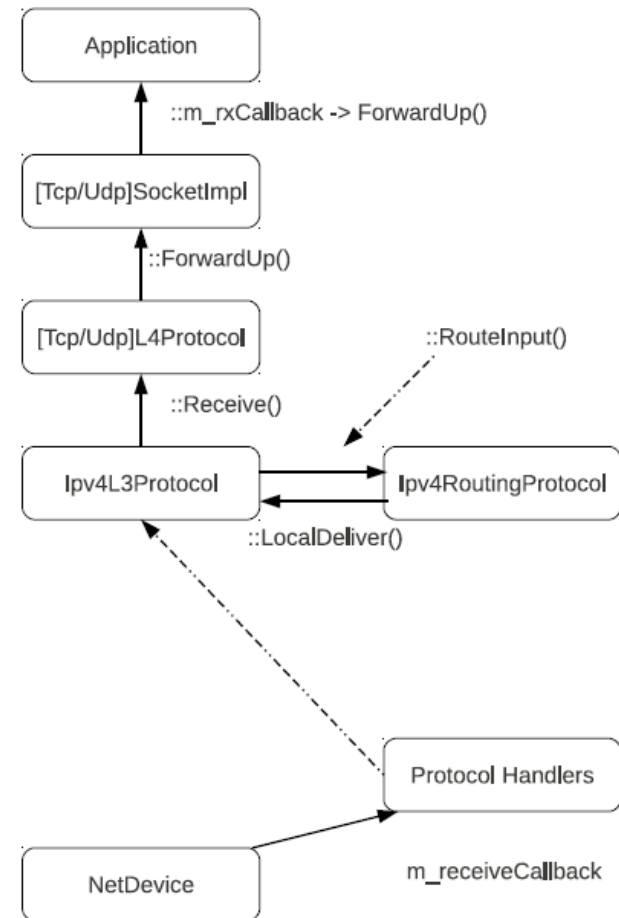 Application
::m_rxCallback -> ForwardUp()
[Tcp/Udp]SocketImpl
::ForwardUp()
[Tcp/Udp]L4Protocol
::RouteInput()
::Receive()
Ipv4L3Protocol
Ipv4RoutingProtocol
::LocalDeliver()
Protocol Handlers
m_receiveCallback
NetDevice